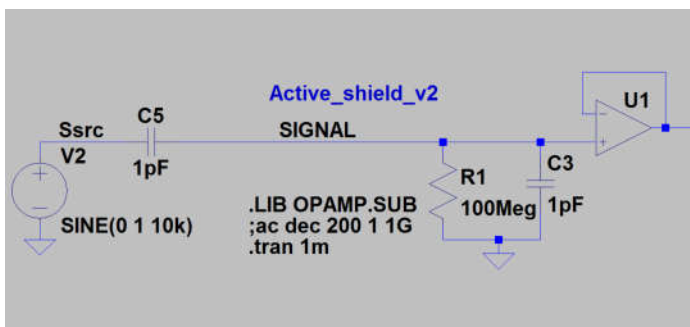 Active_shield_v2
U1
C5
Ssrc
SIGNAL
V2
1pF
C3
R1
SINE(0 1 10k)
.LIB OPAMP.SUB
100Meg
1pF
;ac dec 200 1 1G
.tran 1m